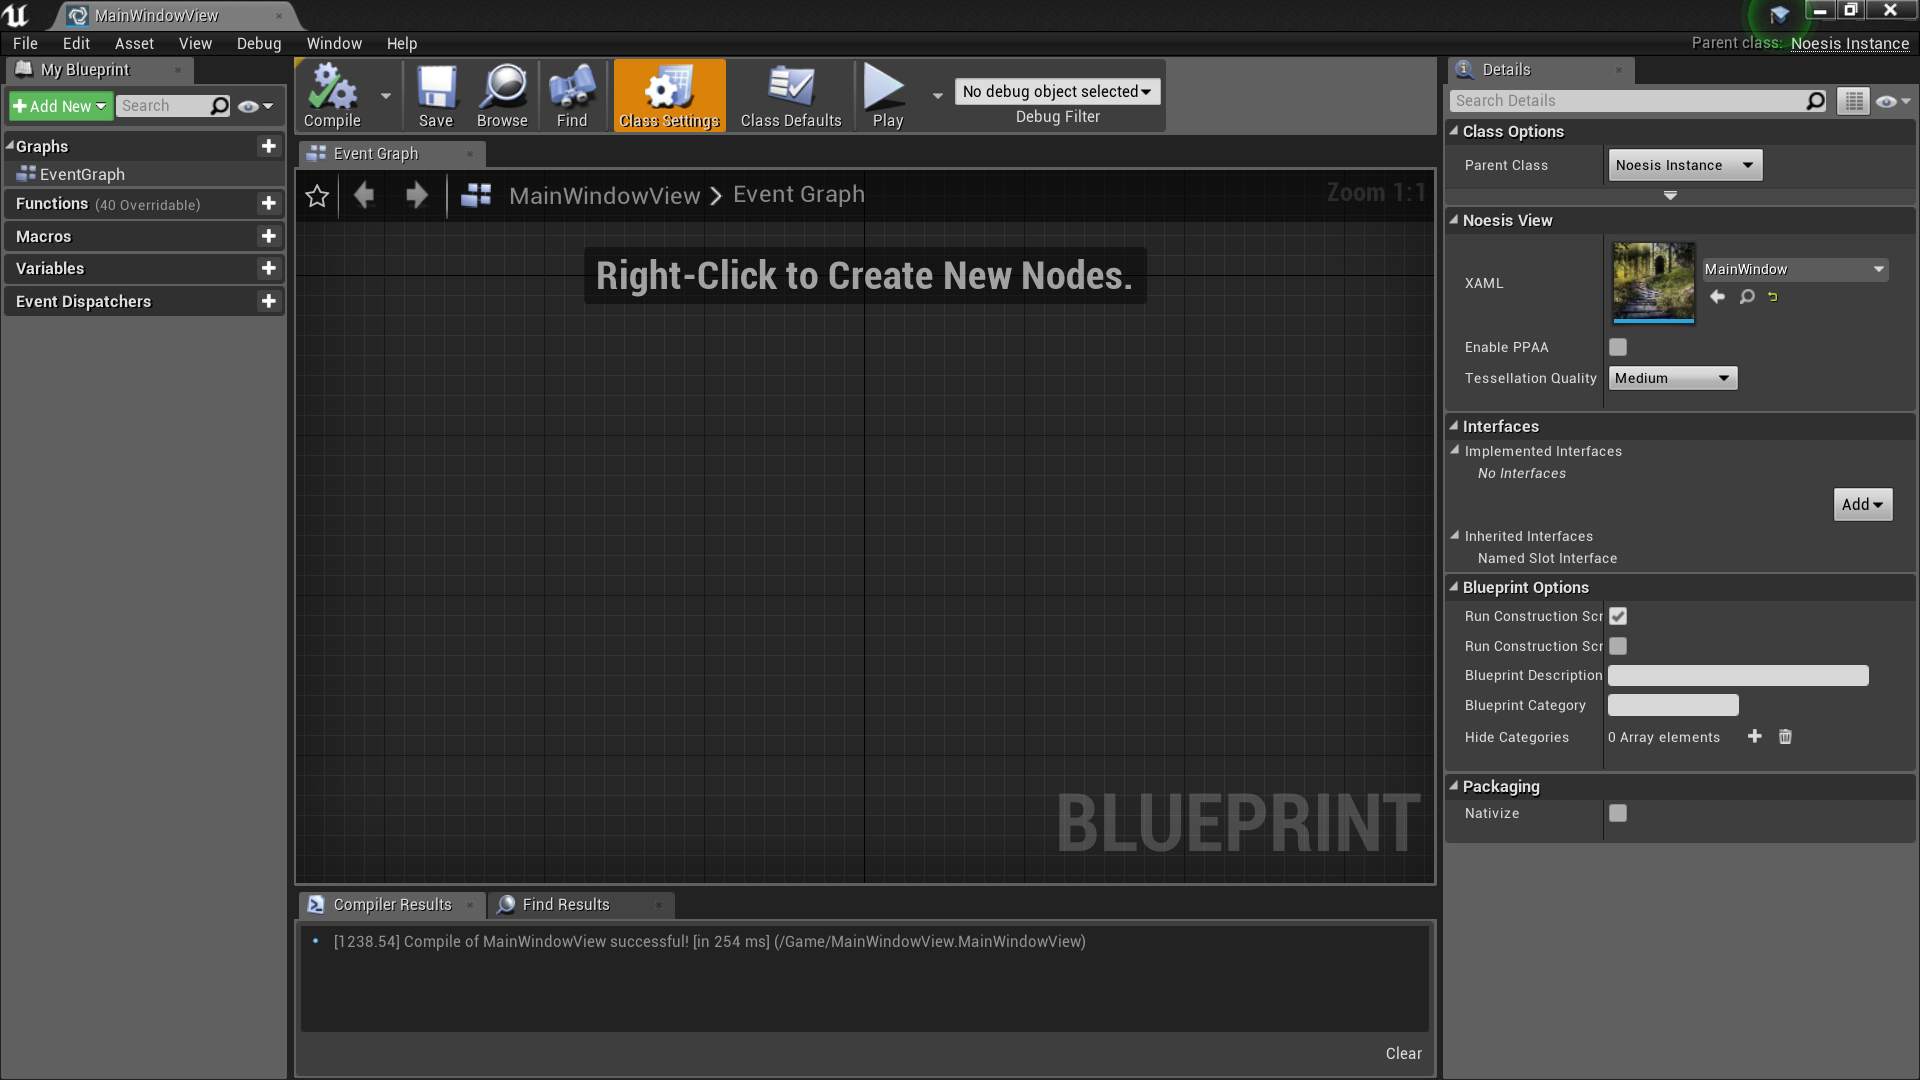 MainWindowView
File Edit Asset View Debug Window Help
Parent class: Noesis Instance
My Blueprint
Add New
Search
Graphs
EventGraph
Functions (40 Overridable)
Macros
Variables
Event Dispatchers
Compile
Save
Browse
Find
Class Settings
Class Defaults
Play
No debug object selected
Debug Filter
Event Graph
MainWindowView > Event Graph
Zoom 1:1
Right-Click to Create New Nodes.
BLUEPRINT
Compiler Results
Find Results
[1238.54] Compile of MainWindowView successful! [in 254 ms] (/Game/MainWindowView.MainWindowView)
Clear
Details
Search Details
Class Options
Parent Class Noesis Instance
Noesis View
XAML
MainWindow
Enable PPAA
Tessellation Quality Medium
Interfaces
Implemented Interfaces
No Interfaces
Add
Inherited Interfaces
Named Slot Interface
Blueprint Options
Run Construction Scr
Run Construction Scr
Blueprint Description
Blueprint Category
Hide Categories 0 Array elements
Packaging
Nativize